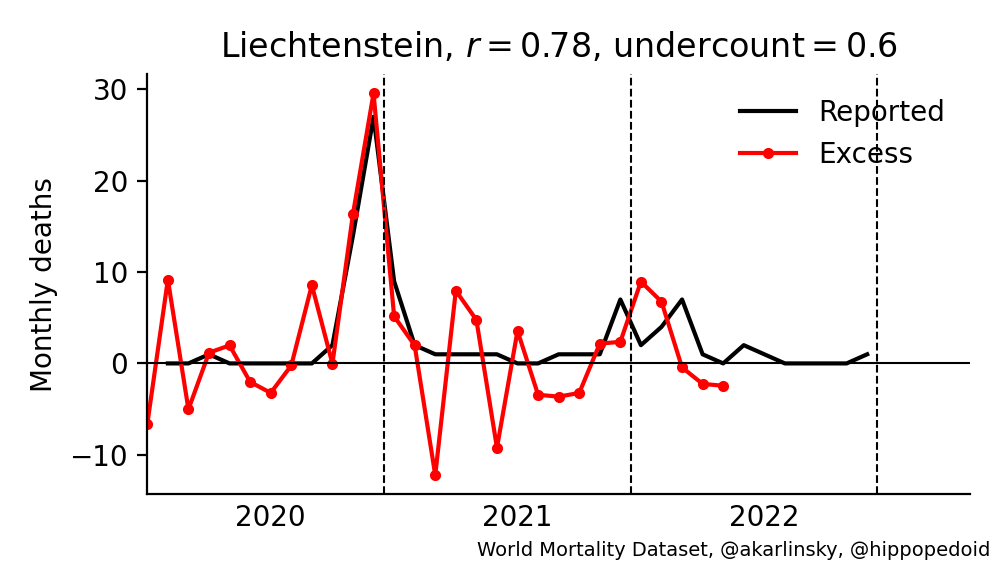 Liechtenstein, r = 0.78, undercount = 0.6
Monthly deaths
30
20
10
0
−10
Reported
Excess
2020 2021 2022
World Mortality Dataset, @akarlinsky, @hippopedoid